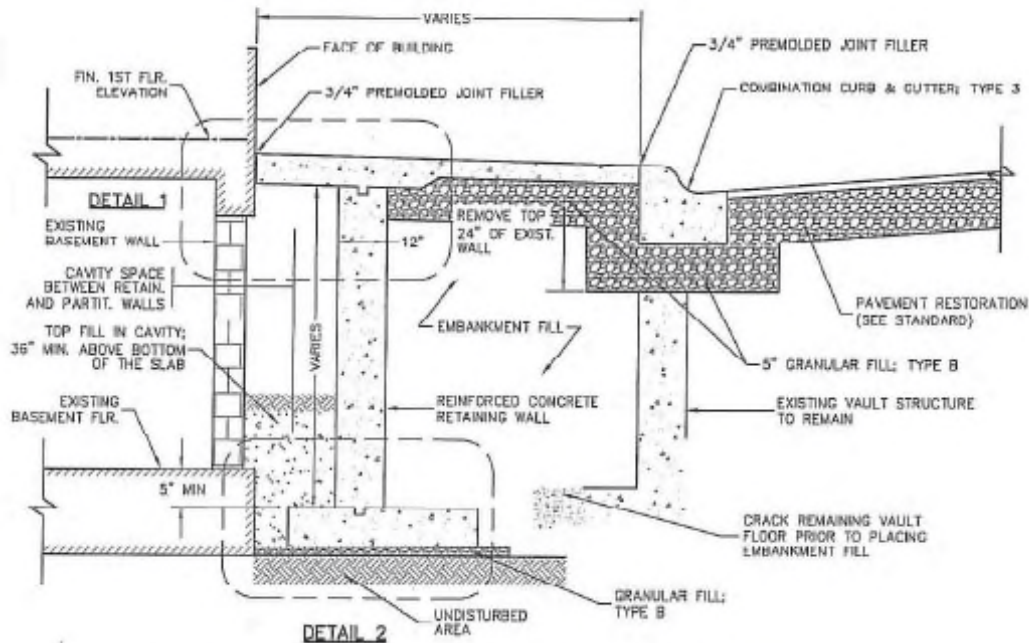 VARIES
FACE OF BUILDING
3/4" PREMOLDED JOINT FILLER
FIN. 1ST FLR.
ELEVATION
3/4" PREMOLDED JOINT FILLER
COMBINATION CURB & GUTTER; TYPE 3
DETAIL 1
EXISTING
BASEMENT WALL
REMOVE TOP
24" OF EXIST.
WALL
12"
CAVITY SPACE
BETWEEN RETAIN.
AND PARTIT. WALLS
VARIES
EMBANKMENT FILL
PAVEMENT RESTORATION
(SEE STANDARD)
TOP FILL IN CAVITY;
36" MIN. ABOVE BOTTOM
OF THE SLAB
5" GRANULAR FILL; TYPE B
EXISTING
BASEMENT FLR.
REINFORCED CONCRETE
RETAINING WALL
EXISTING VAULT STRUCTURE
TO REMAIN
5" MIN
CRACK REMAINING VAULT
FLOOR PRIOR TO PLACING
EMBANKMENT FILL
GRANULAR FILL;
TYPE B
UNDISTURBED
AREA
DETAIL 2